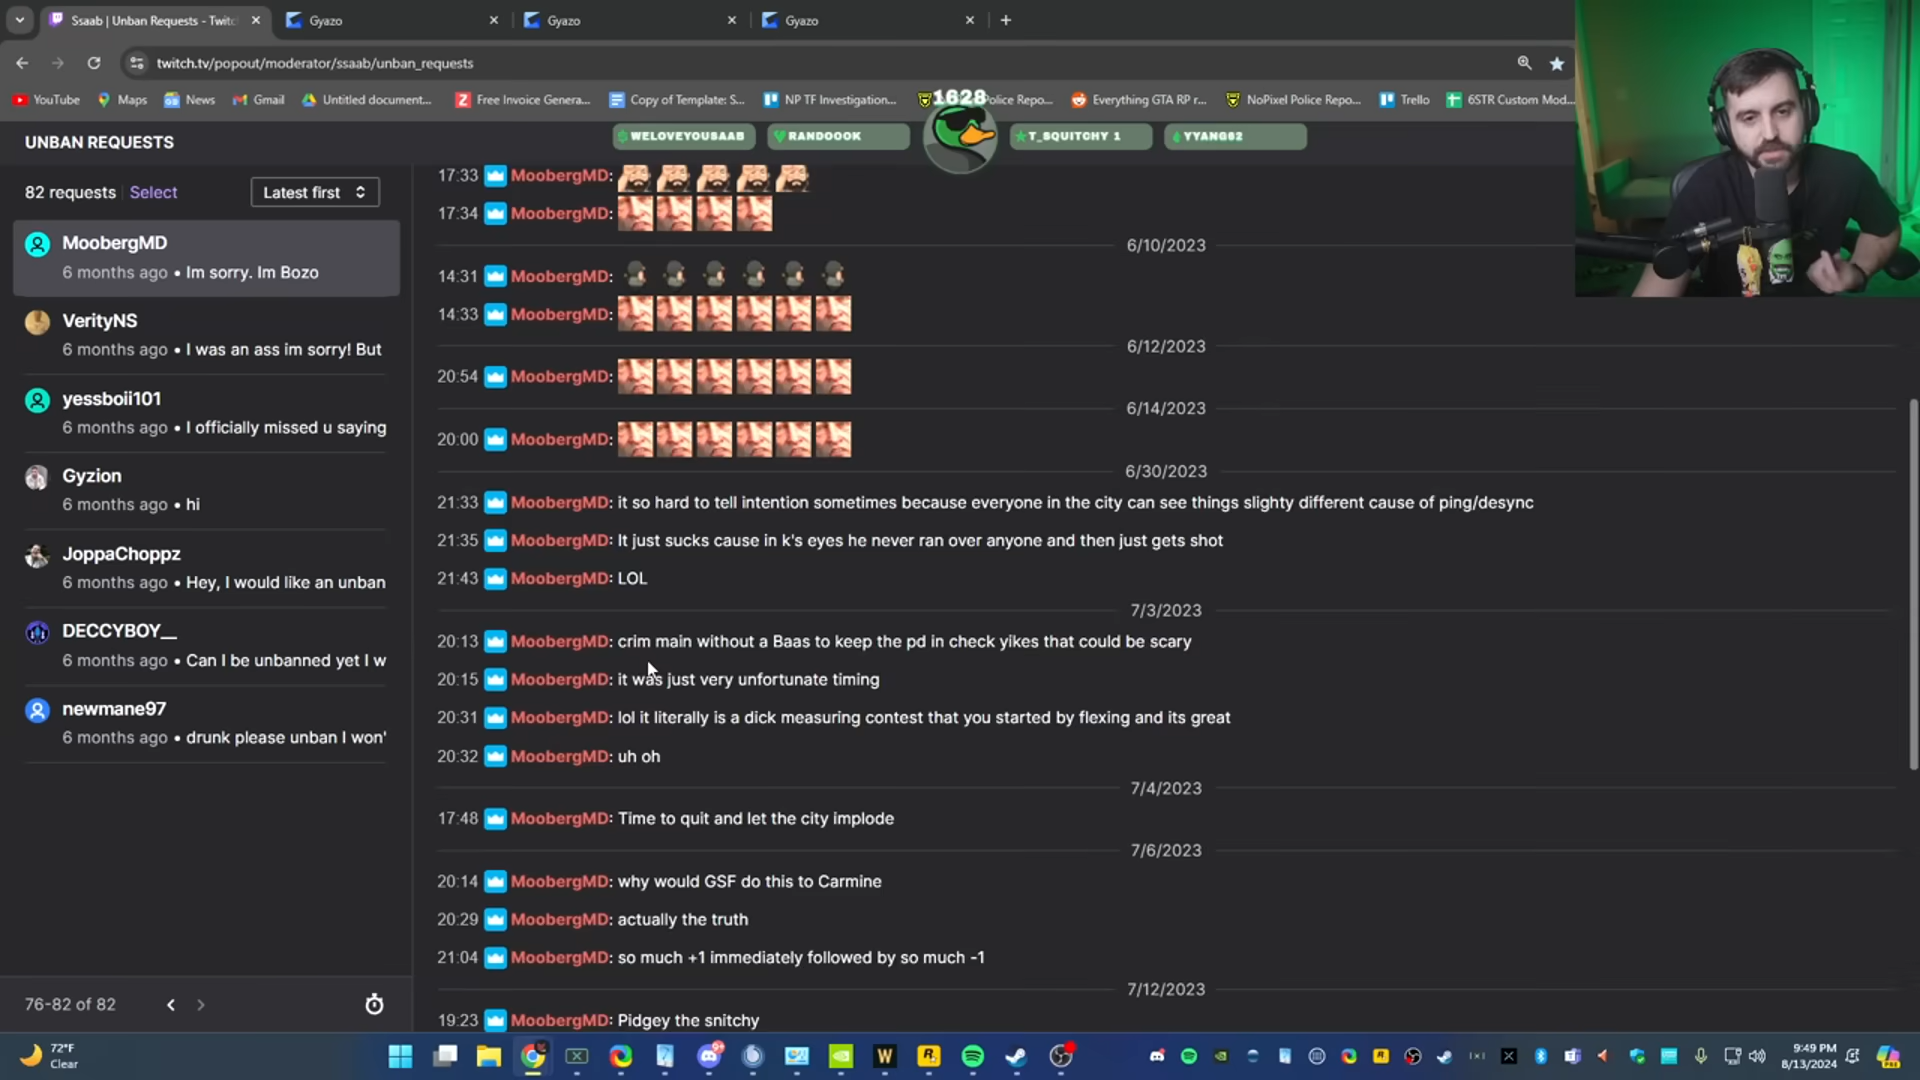 Ssaab | Unban Requests - Twitc
Gyazo
Gyazo
Gyazo
twitch.tv/popout/moderator/ssaab/unban_requests
YouTube
Maps
News
Gmail
Untitled document...
Free Invoice Genera...
Copy of Template: S...
NP TF Investigation...
Police Repo...
Everything GTA RP r...
NoPixel Police Repo...
Trello
6STR Custom Mod...
1628
WELOVEYOUSAAB
RANDOOOK
T_SQUITCHY 1
YYANG62
UNBAN REQUESTS
82 requests
Select
Latest first
MoobergMD
6 months ago • Im sorry. Im Bozo
VerityNS
6 months ago • I was an ass im sorry! But
yessboii101
6 months ago • I officially missed u saying
Gyzion
6 months ago • hi
JoppaChoppz
6 months ago • Hey, I would like an unban
DECCYBOY__
6 months ago • Can I be unbanned yet I w
newmane97
6 months ago • drunk please unban I won'
76-82 of 82
17:33 MoobergMD:
17:34 MoobergMD:
6/10/2023
14:31 MoobergMD:
14:33 MoobergMD:
6/12/2023
20:54 MoobergMD:
6/14/2023
20:00 MoobergMD:
6/30/2023
21:33 MoobergMD: it so hard to tell intention sometimes because everyone in the city can see things slighty different cause of ping/desync
21:35 MoobergMD: It just sucks cause in k's eyes he never ran over anyone and then just gets shot
21:43 MoobergMD: LOL
7/3/2023
20:13 MoobergMD: crim main without a Baas to keep the pd in check yikes that could be scary
20:15 MoobergMD: it was just very unfortunate timing
20:31 MoobergMD: lol it literally is a dick measuring contest that you started by flexing and its great
20:32 MoobergMD: uh oh
7/4/2023
17:48 MoobergMD: Time to quit and let the city implode
7/6/2023
20:14 MoobergMD: why would GSF do this to Carmine
20:29 MoobergMD: actually the truth
21:04 MoobergMD: so much +1 immediately followed by so much -1
7/12/2023
19:23 MoobergMD: Pidgey the snitchy
72°F
Clear
9:49 PM
8/13/2024